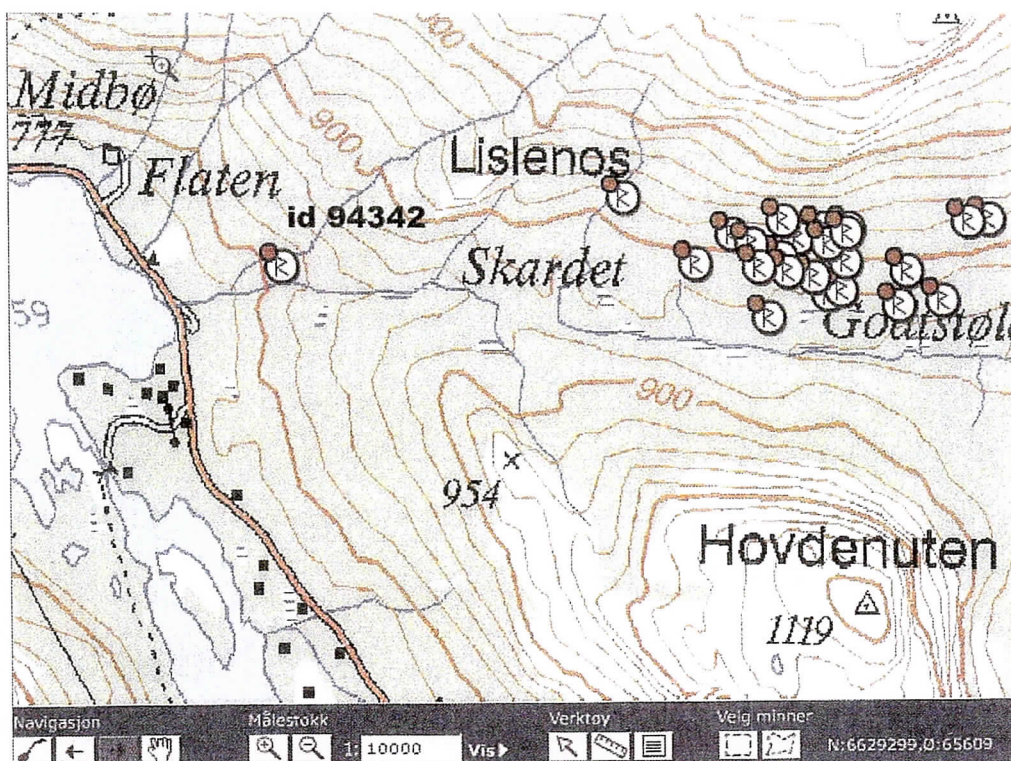 900
Midbø
777
Flaten
900
Lislenos
id 94342
Skardet
59
900
954
Hovdenuten
1119
Navigasjon
Målestokk
Verktøy
Velg minner
1: 10000
Vis
N:6629299,Ø:65609